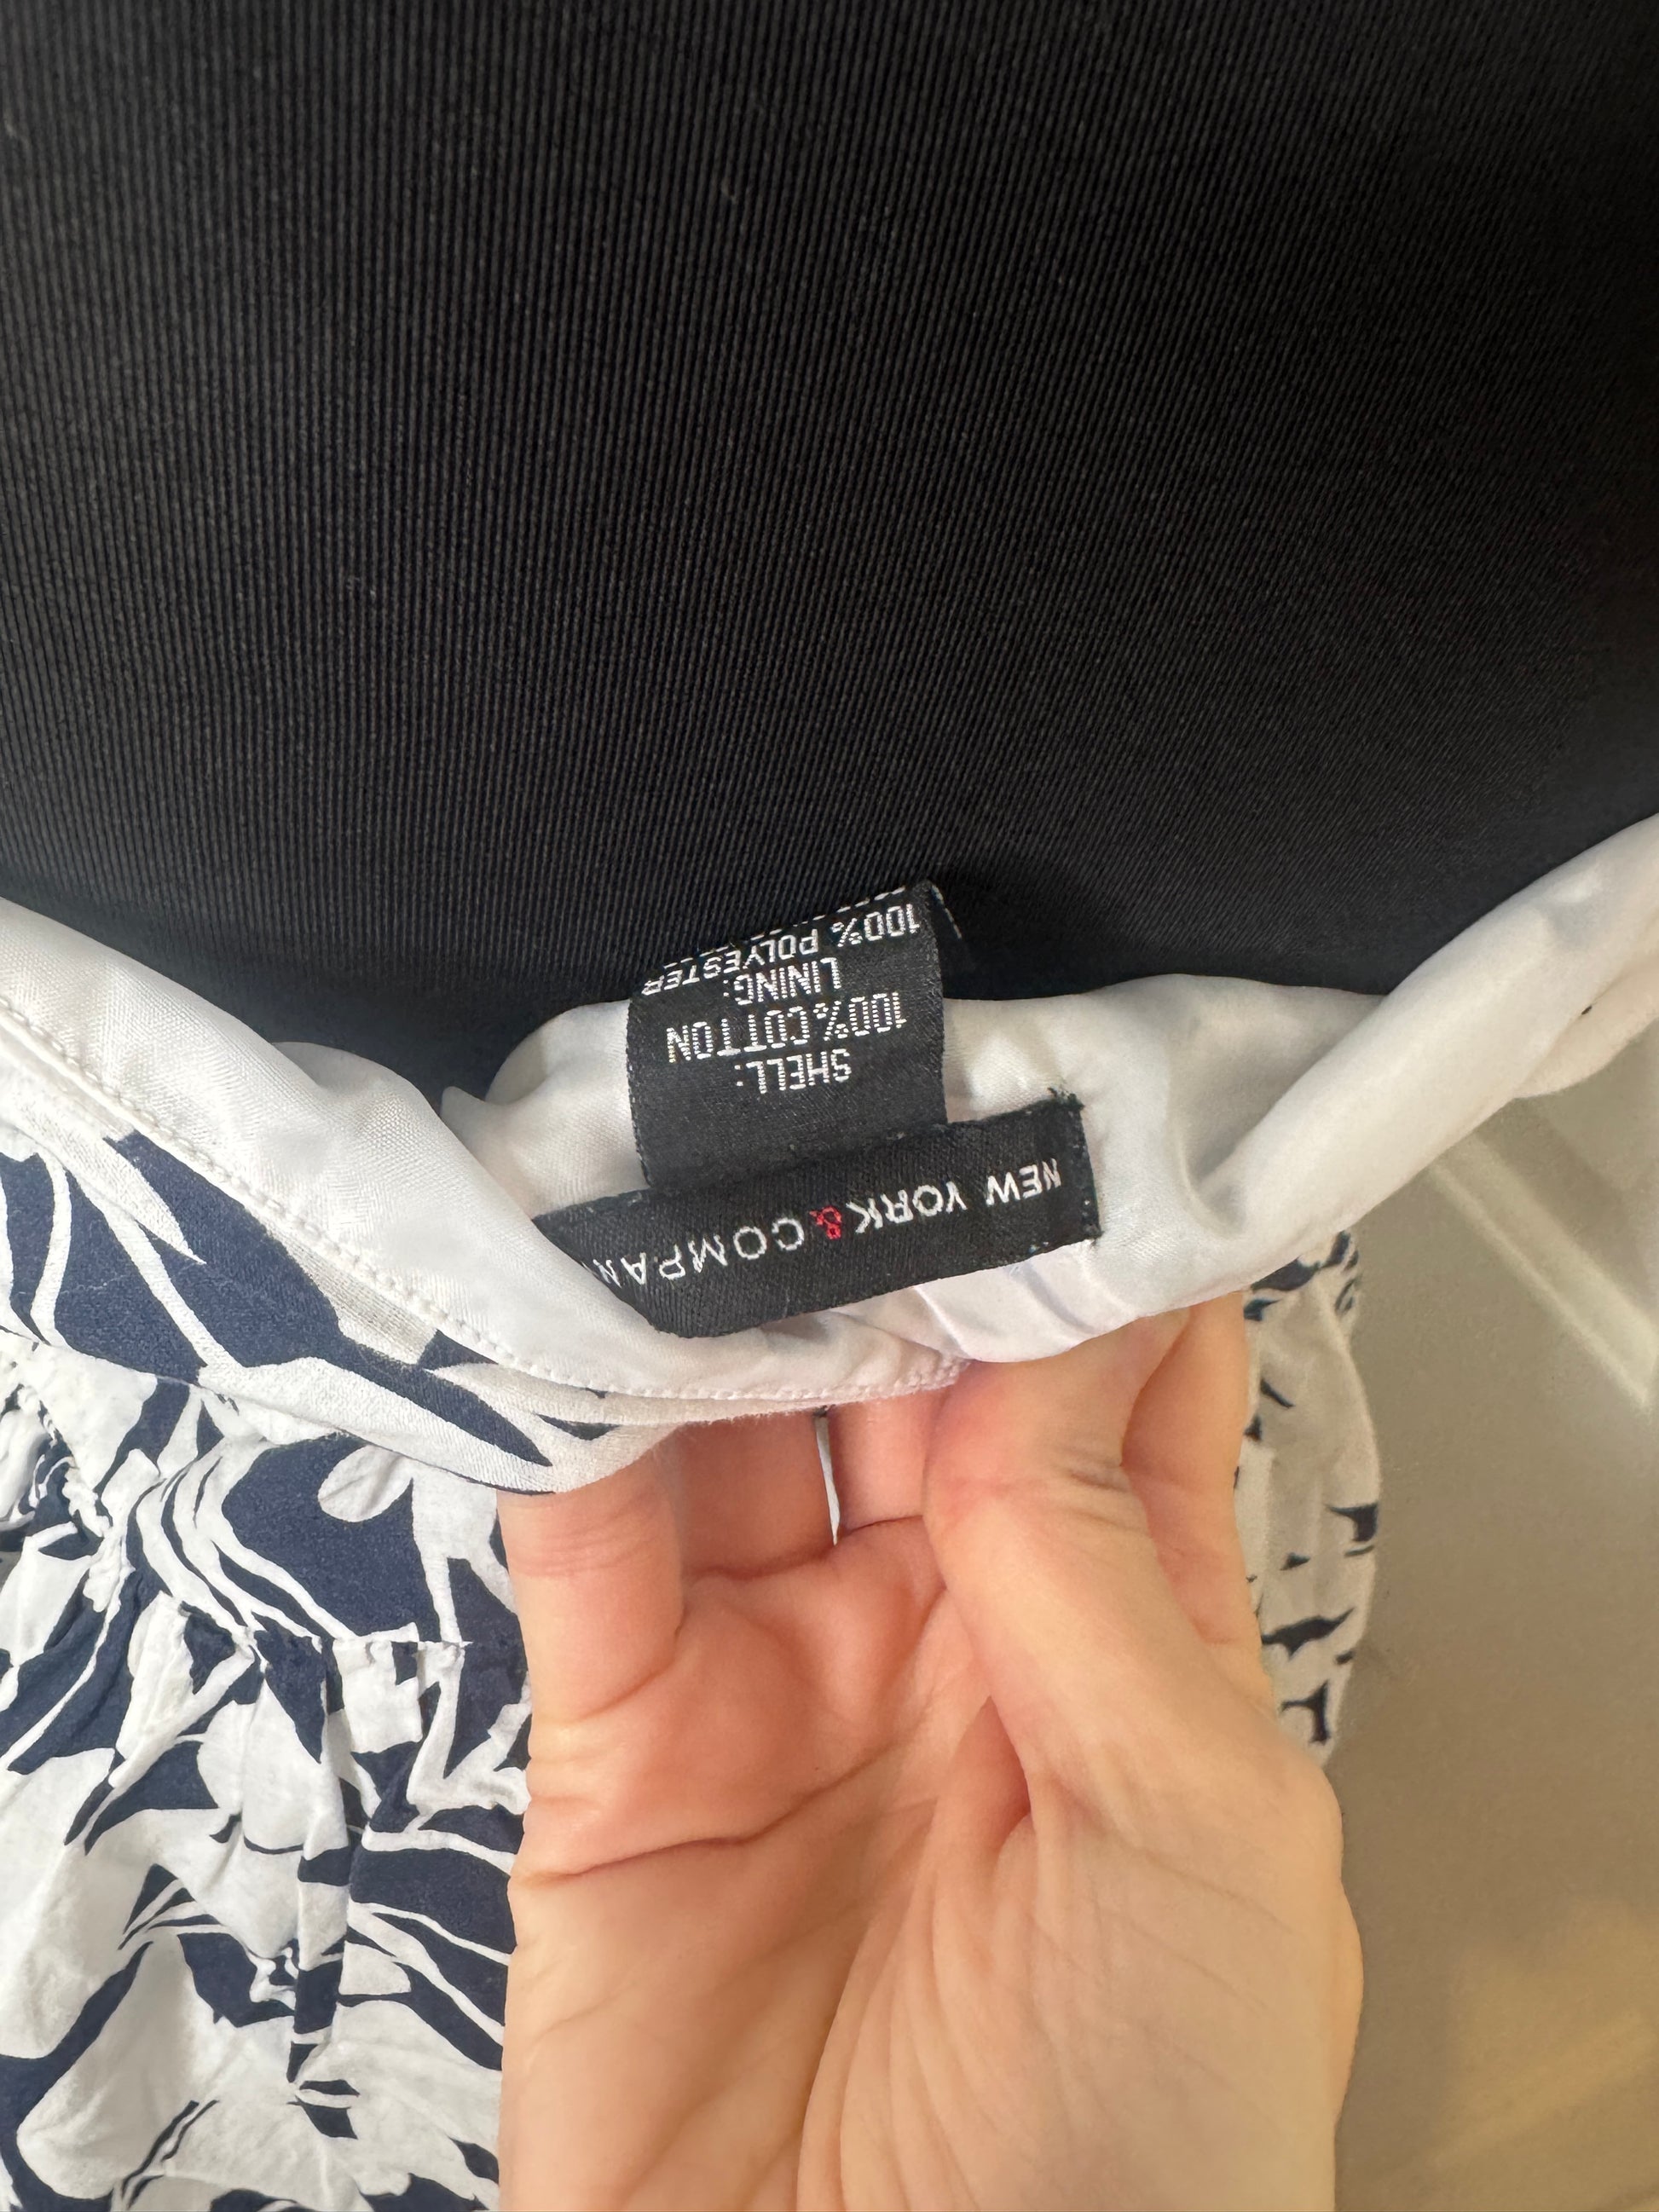 NEW YORK & COMPAN
SHELL:
100% COTTON
LINING:
100% POLYESTER